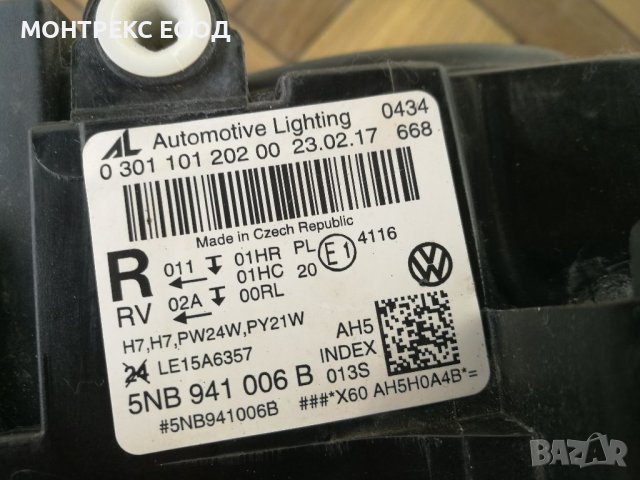 МОНТРЕКС ЕООД
AL Automotive Lighting 0434
0 301 101 202 00 23.02.17 668
Made in Czech Republic
R 011 01HR PL E1 4116
01HC 20
RV 02A 00RL
H7,H7,PW24W,PY21W
24 LE15A6357 AH5
INDEX
5NB 941 006 B 013S
#5NB941006B ###*X60 AH5H0A4B*=
BAZAR